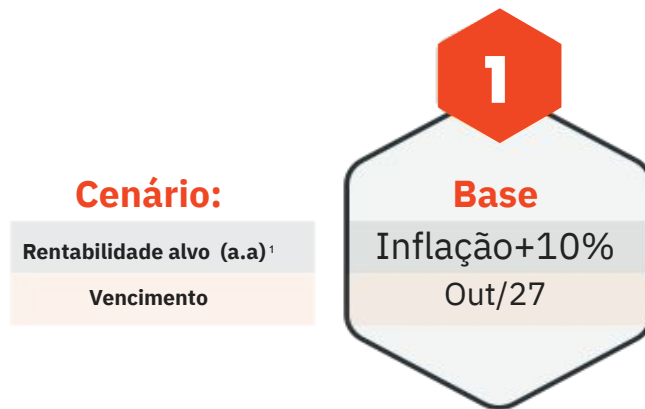 1
Cenário: Base
Rentabilidade alvo (a.a)¹ Inflação+10%
Vencimento Out/27